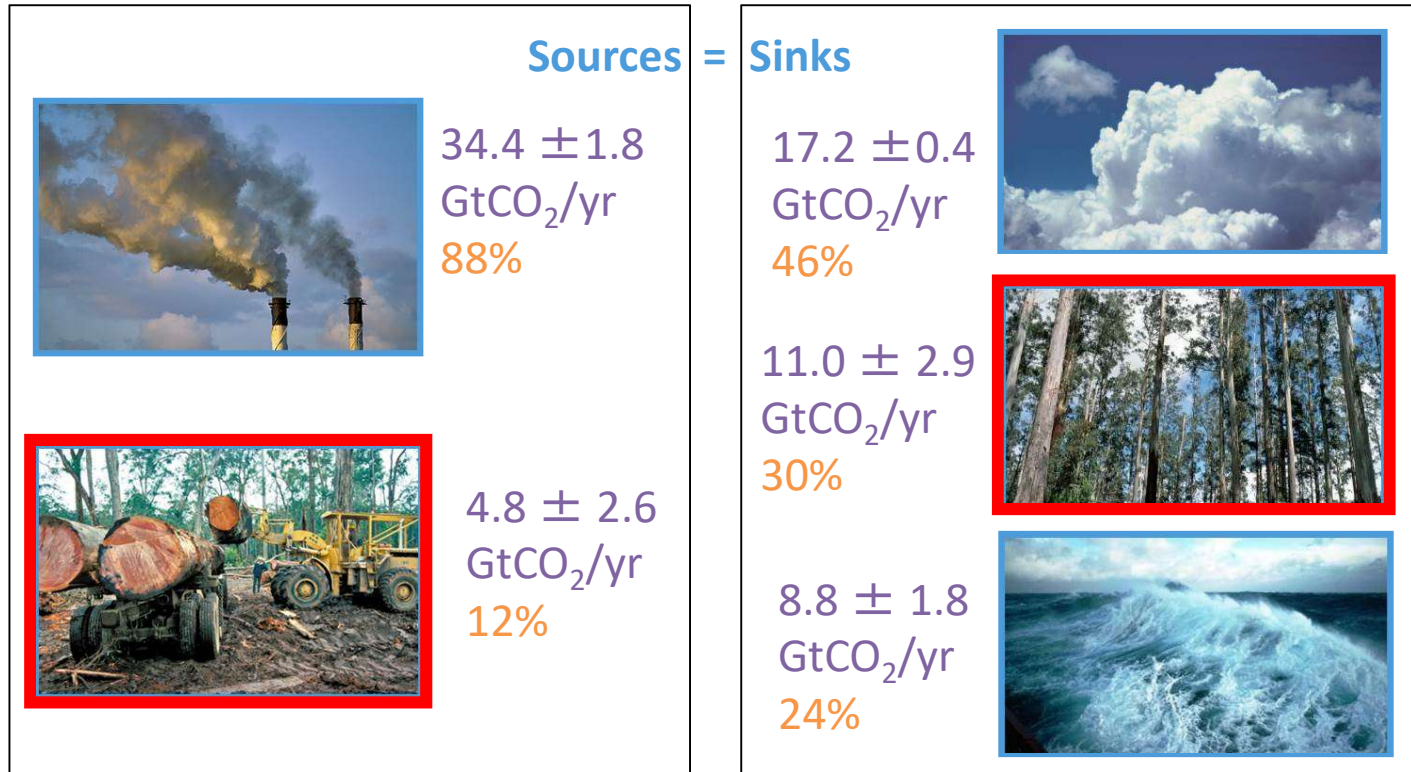 Sources = Sinks
34.4 ±1.8
GtCO₂/yr
88%
4.8 ± 2.6
GtCO₂/yr
12%
17.2 ±0.4
GtCO₂/yr
46%
11.0 ± 2.9
GtCO₂/yr
30%
8.8 ± 1.8
GtCO₂/yr
24%